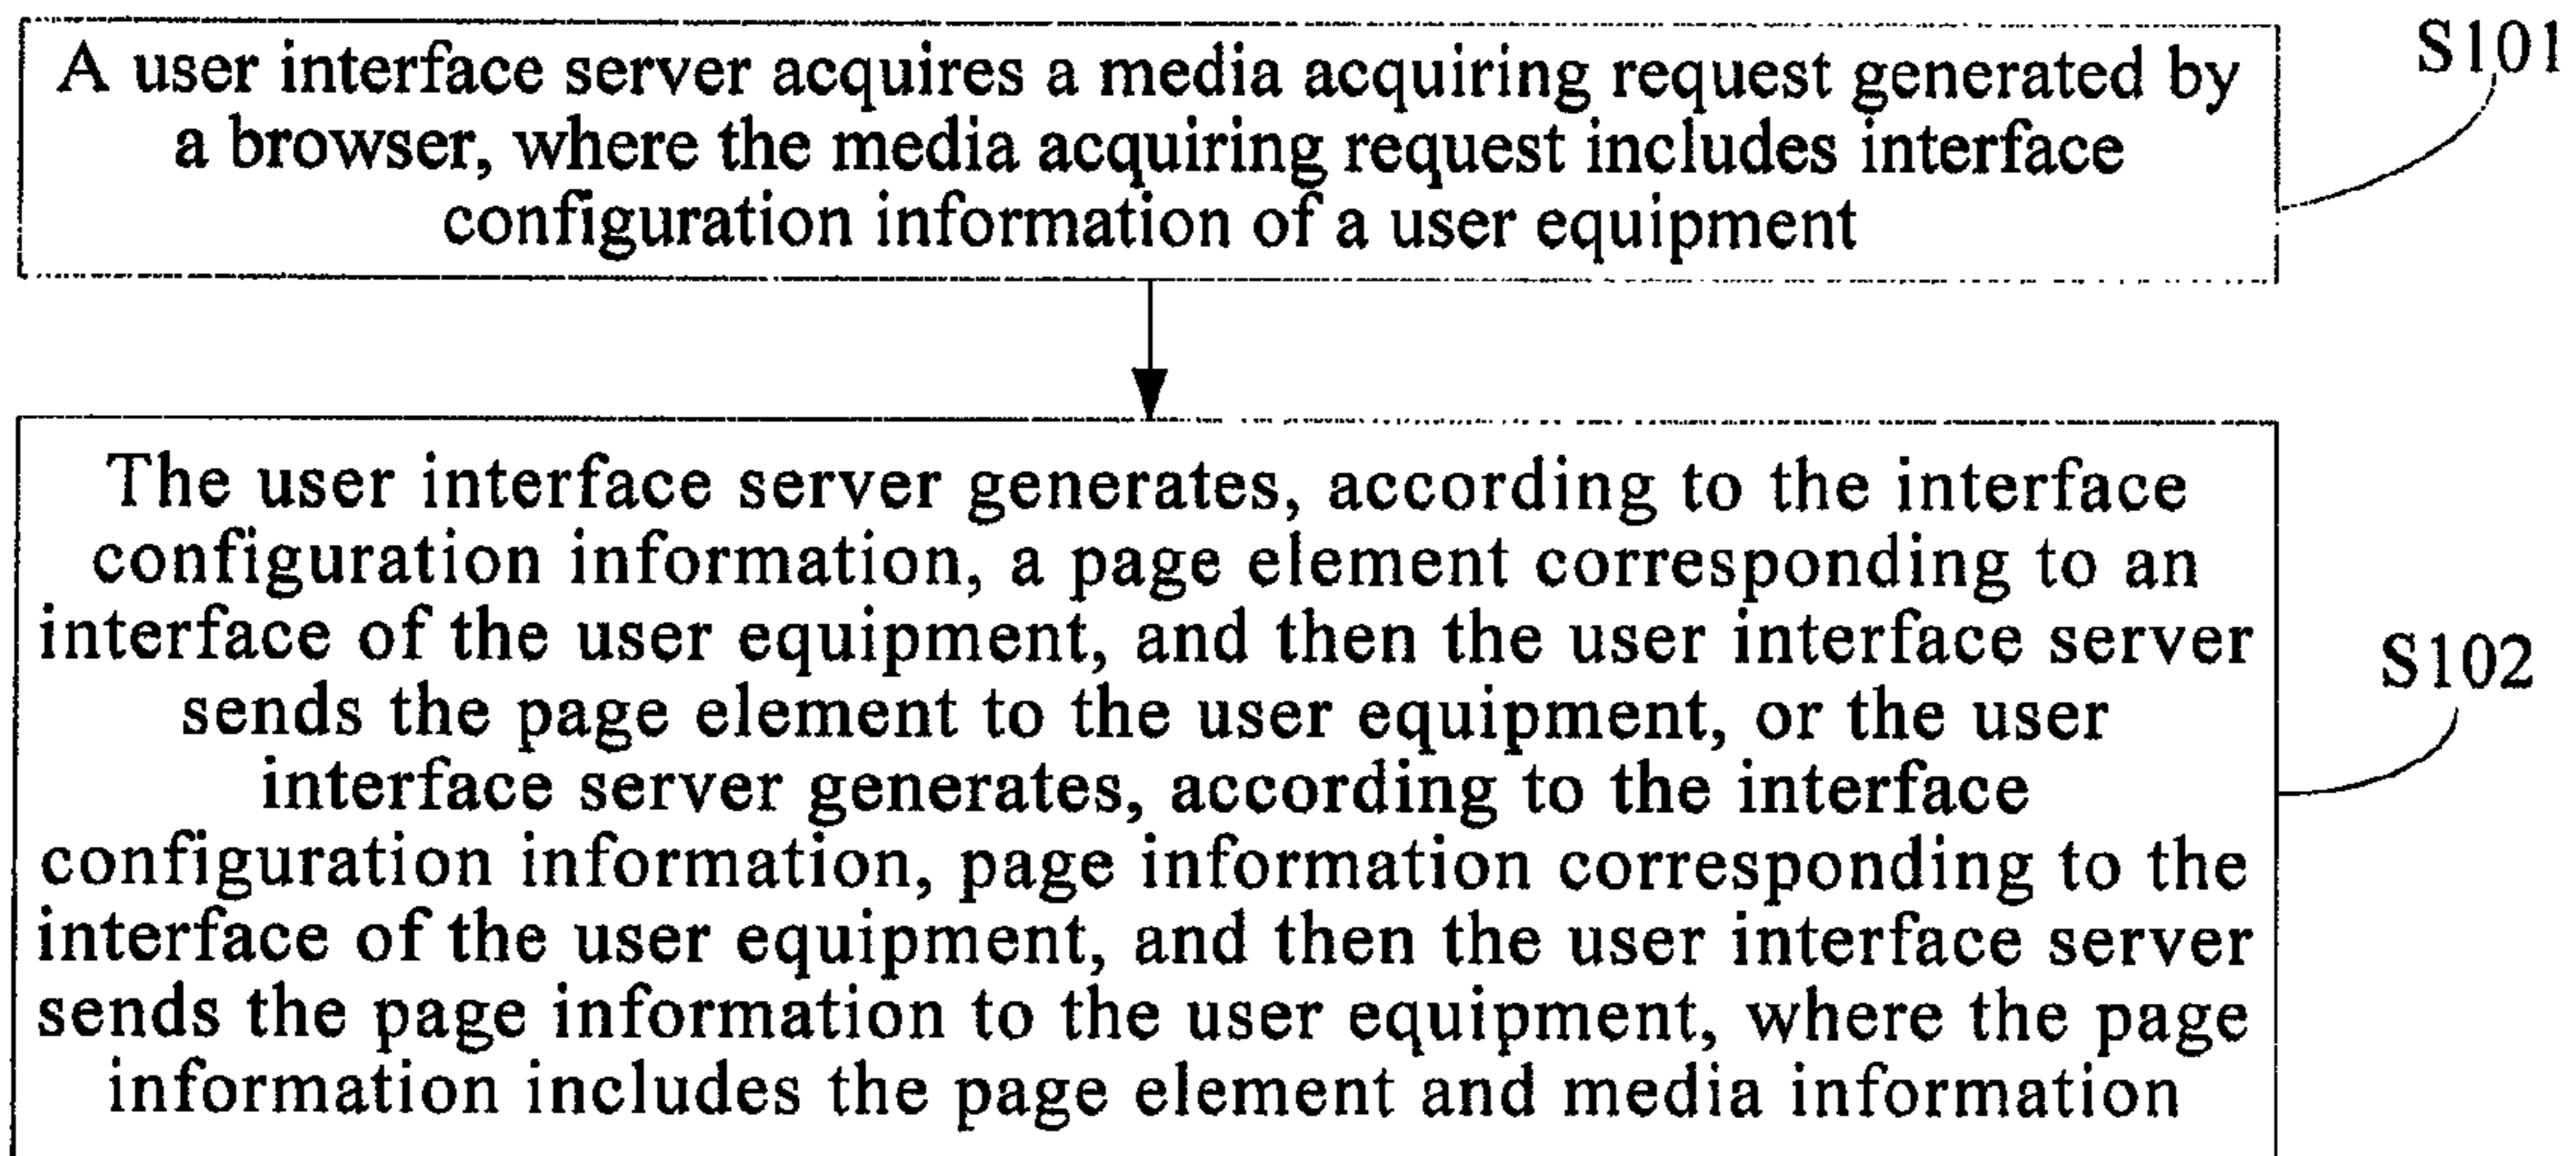 A user interface server acquires a media acquiring request generated by
a browser, where the media acquiring request includes interface
configuration information of a user equipment
S101
The user interface server generates, according to the interface
configuration information, a page element corresponding to an
interface of the user equipment, and then the user interface server
sends the page element to the user equipment, or the user
interface server generates, according to the interface
configuration information, page information corresponding to the
interface of the user equipment, and then the user interface server
sends the page information to the user equipment, where the page
information includes the page element and media information
S102